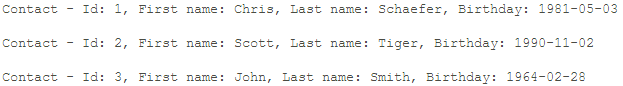 Contact - Id: 1, First name: Chris, Last name: Schaefer, Birthday: 1981-05-03
Contact - Id: 2, First name: Scott, Last name: Tiger, Birthday: 1990-11-02
Contact - Id: 3, First name: John, Last name: Smith, Birthday: 1964-02-28